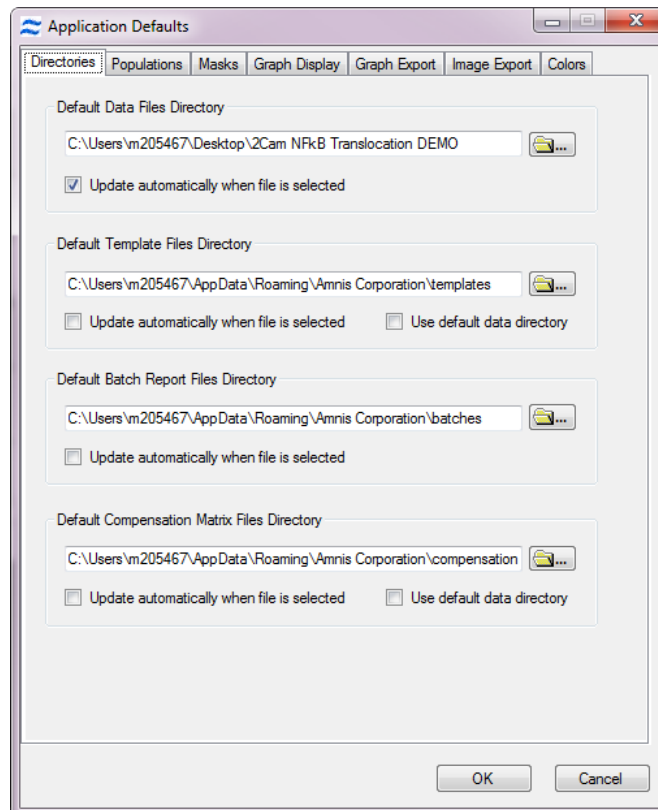 Application Defaults
Directories Populations Masks Graph Display Graph Export Image Export Colors
Default Data Files Directory
C:\Users\m205467\Desktop\2Cam NFkB Translocation DEMO
...
Update automatically when file is selected
Default Template Files Directory
C:\Users\m205467\AppData\Roaming\Amnis Corporation\templates
...
Update automatically when file is selected Use default data directory
Default Batch Report Files Directory
C:\Users\m205467\AppData\Roaming\Amnis Corporation\batches
...
Update automatically when file is selected
Default Compensation Matrix Files Directory
C:\Users\m205467\AppData\Roaming\Amnis Corporation\compensation
...
Update automatically when file is selected Use default data directory
OK Cancel